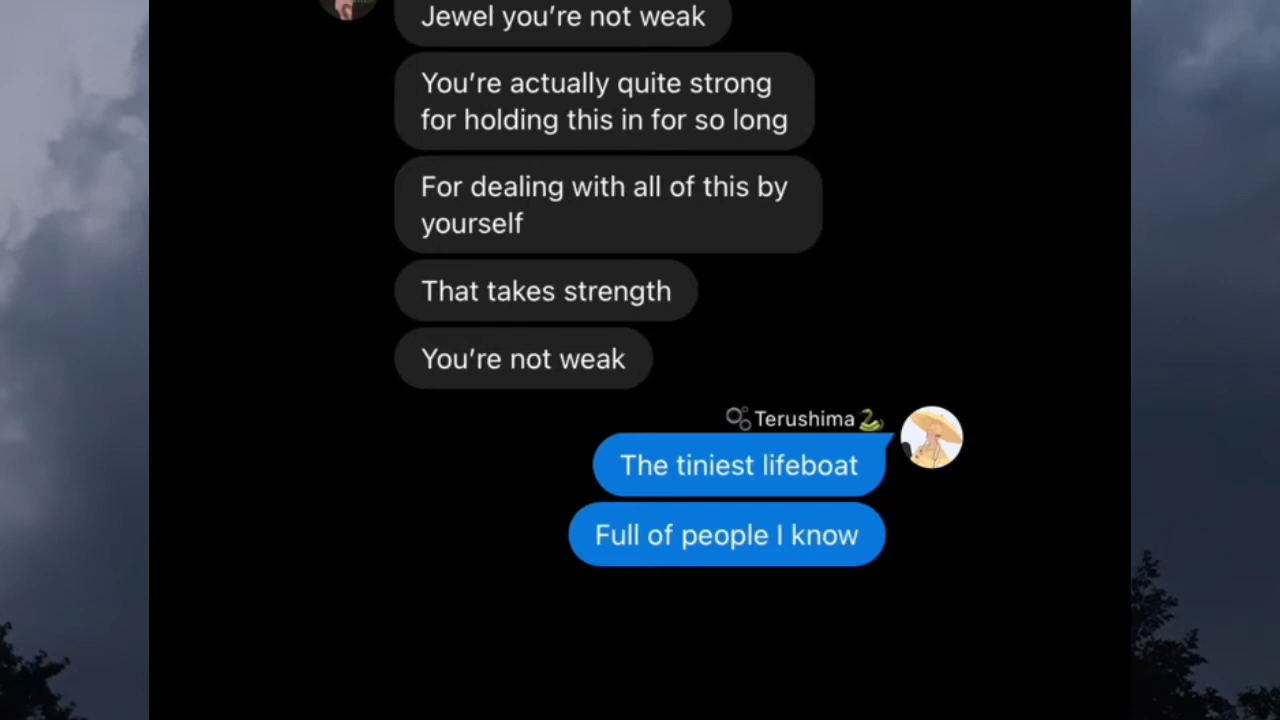 Jewel you're not weak
You're actually quite strong
for holding this in for so long
For dealing with all of this by
yourself
That takes strength
You're not weak
Terushima🐍
The tiniest lifeboat
Full of people I know